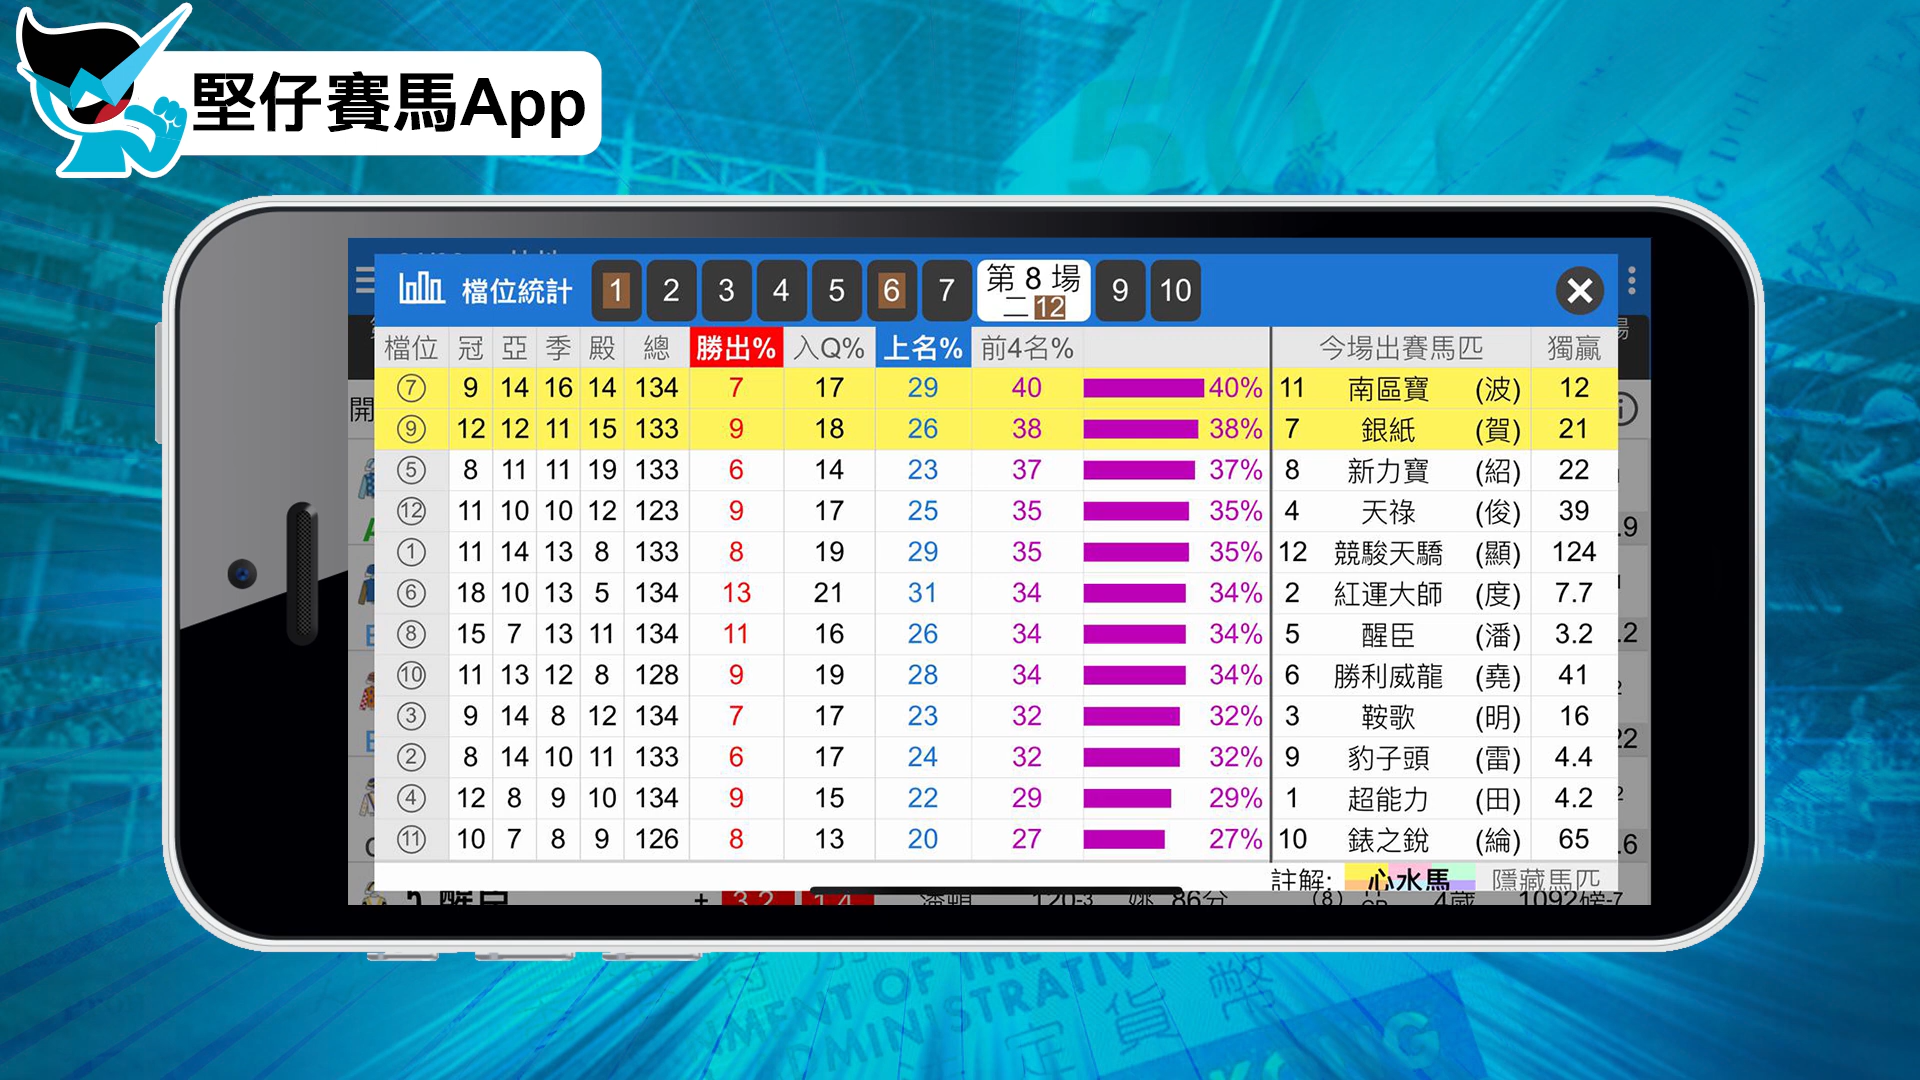 堅仔賽馬App
檔位統計 1 2 3 4 5 6 7 第 8 場 二 12 9 10
檔位 冠 亞 季 殿 總 勝出% 入Q% 上名% 前4名% 今場出賽馬匹 獨贏
⑦ 9 14 16 14 134 7 17 29 40 40% 11 南區寶 (波) 12
⑨ 12 12 11 15 133 9 18 26 38 38% 7 銀紙 (賀) 21
⑤ 8 11 11 19 133 6 14 23 37 37% 8 新力寶 (紹) 22
⑫ 11 10 10 12 123 9 17 25 35 35% 4 天祿 (俊) 39
① 11 14 13 8 133 8 19 29 35 35% 12 競駿天驕 (顯) 124
⑥ 18 10 13 5 134 13 21 31 34 34% 2 紅運大師 (度) 7.7
⑧ 15 7 13 11 134 11 16 26 34 34% 5 醒臣 (潘) 3.2
⑩ 11 13 12 8 128 9 19 28 34 34% 6 勝利威龍 (堯) 41
③ 9 14 8 12 134 7 17 23 32 32% 3 鞍歌 (明) 16
② 8 14 10 11 133 6 17 24 32 32% 9 豹子頭 (雷) 4.4
④ 12 8 9 10 134 9 15 22 29 29% 1 超能力 (田) 4.2
⑪ 10 7 8 9 126 8 13 20 27 27% 10 錶之銳 (綸) 65
註解: 心水馬 隱藏馬匹